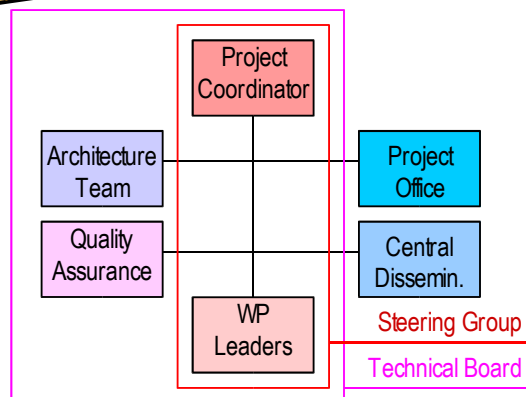 Project
Coordinator
Architecture
Team
Project
Office
Quality
Assurance
Central
Dissemin.
WP
Leaders
Steering Group
Technical Board